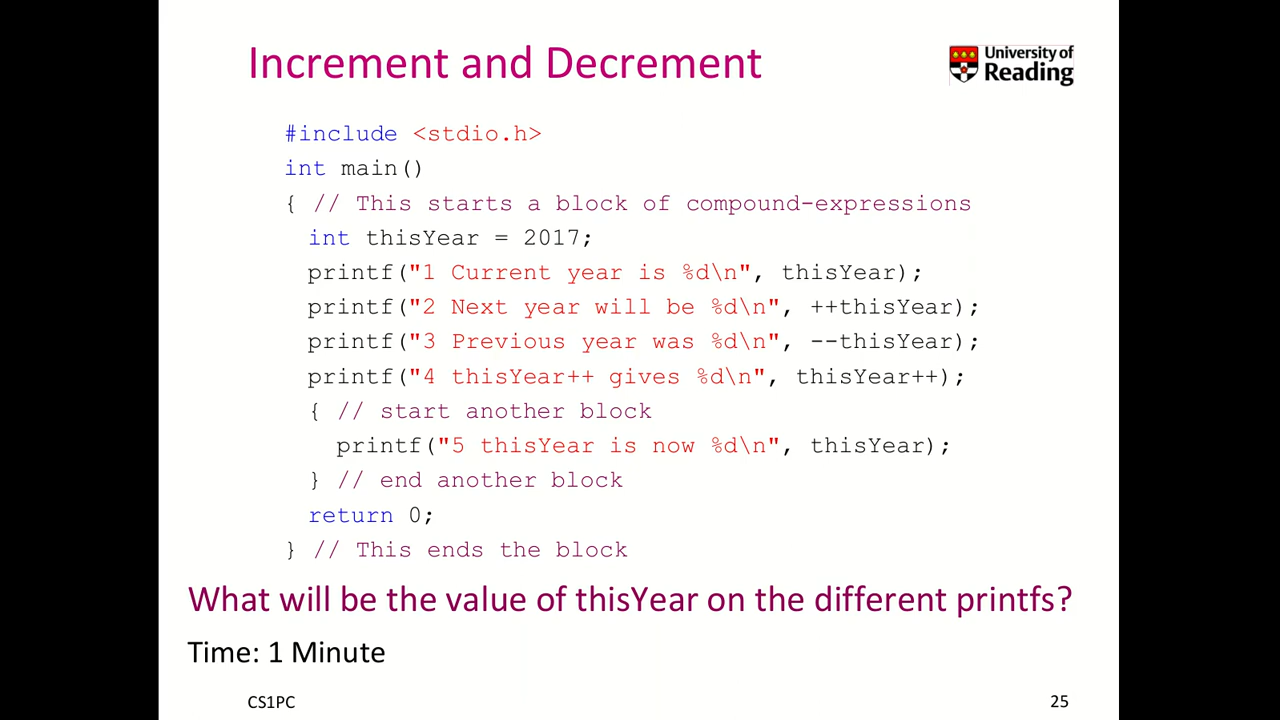 Increment and Decrement
University of
Reading
#include <stdio.h>
int main()
{ // This starts a block of compound-expressions
int thisYear = 2017;
printf("1 Current year is %d\n", thisYear);
printf("2 Next year will be %d\n", ++thisYear);
printf("3 Previous year was %d\n", --thisYear);
printf("4 thisYear++ gives %d\n", thisYear++);
{ // start another block
printf("5 thisYear is now %d\n", thisYear);
} // end another block
return 0;
} // This ends the block
What will be the value of thisYear on the different printfs?
Time: 1 Minute
CS1PC
25